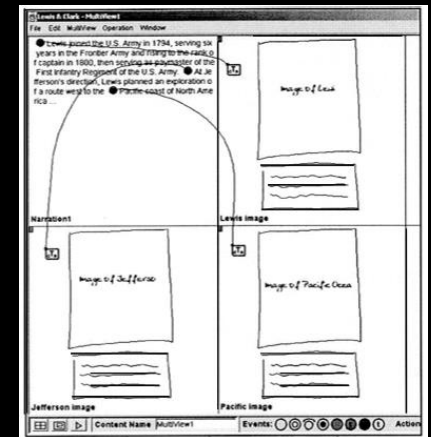 Lewis & Clark - MultiView1
File Edit MultiView Operation Window
Lewis joined the U.S. Army in 1794, serving six
years in the Frontier Army and rising to the rank o
f captain in 1800, then serving as paymaster of the
First Infantry Regiment of the U.S. Army. At Je
fferson's direction, Lewis planned an exploration o
f a route west to the Pacific coast of North Ame
rica ...
Image of Lewis
Narration1
Lewis image
Image of Jefferso
Image of Pacific Ocea
Jefferson image
Pacific image
Content Name MultiView1 Events: Action